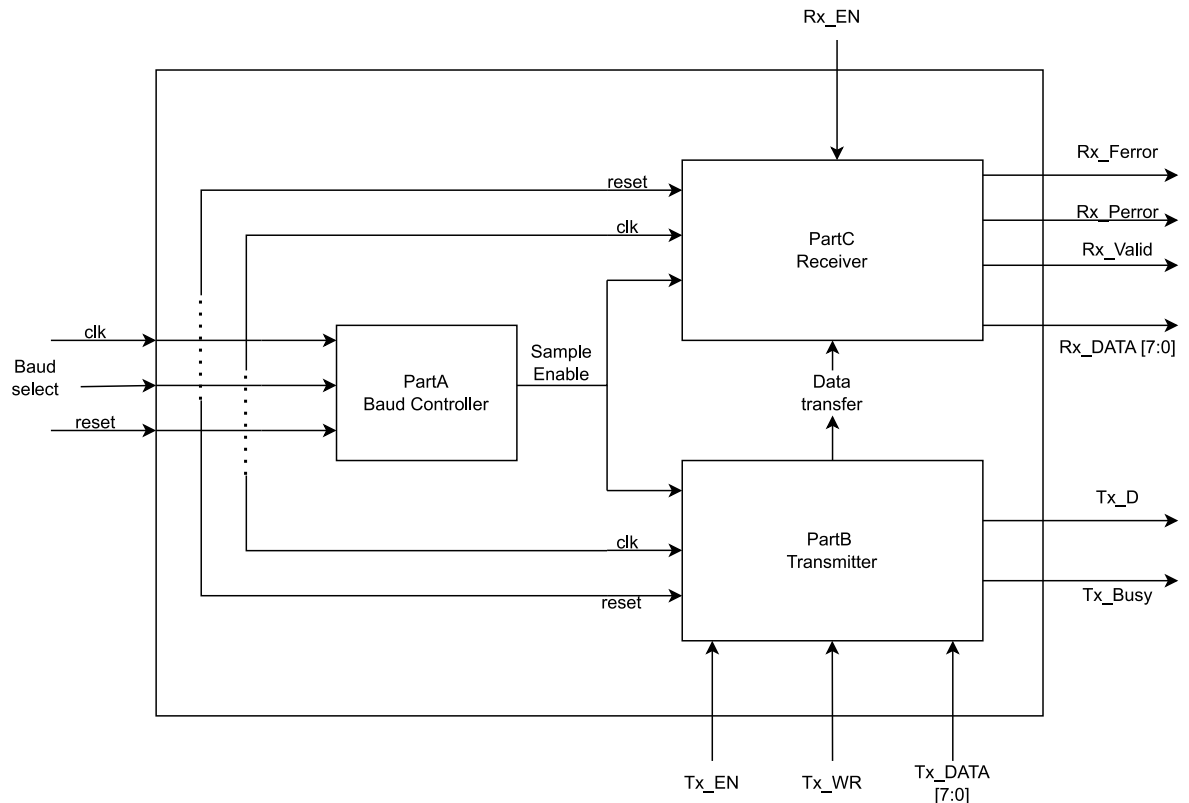 Rx_EN
Rx_Ferror
reset
Rx_Perror
clk
PartC
Receiver
Rx_Valid
clk
Rx_DATA [7:0]
Baud
select
Sample
Enable
PartA
Baud Controller
Data
transfer
reset
Tx_D
clk
PartB
Transmitter
Tx_Busy
reset
Tx_EN
Tx_WR
Tx_DATA
[7:0]